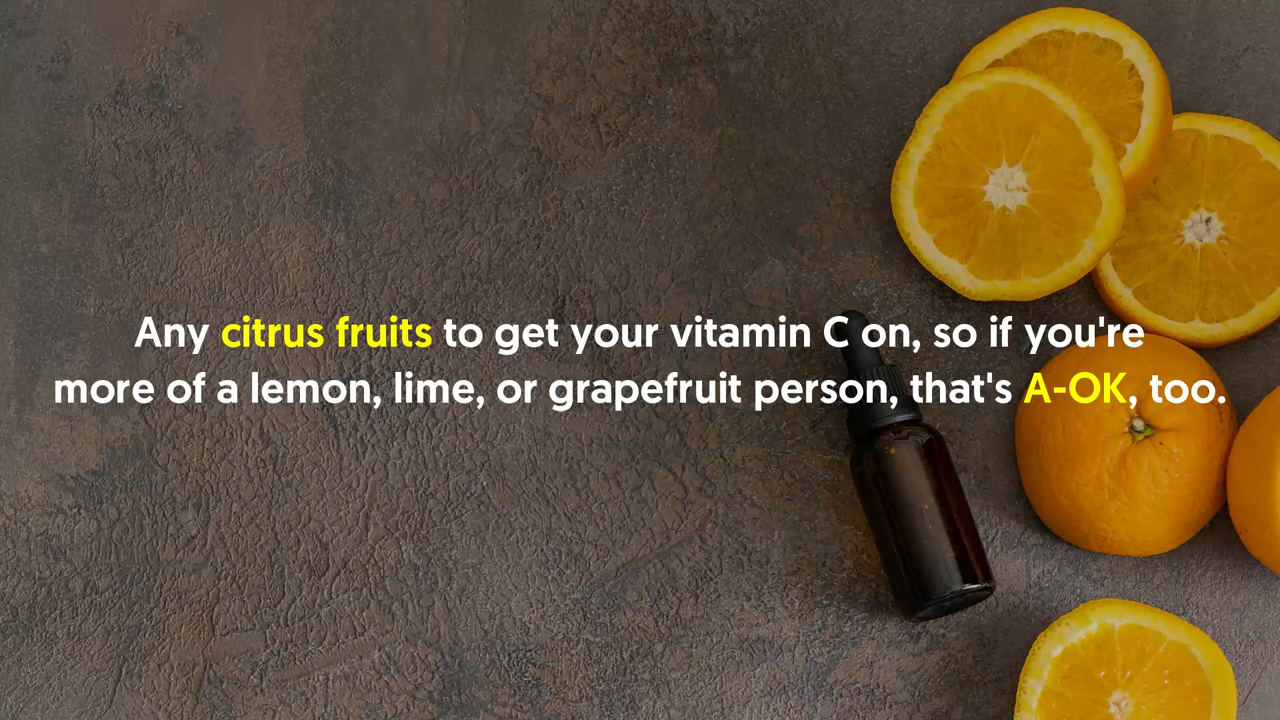 Any citrus fruits to get your vitamin C on, so if you're
more of a lemon, lime, or grapefruit person, that's A-OK, too.